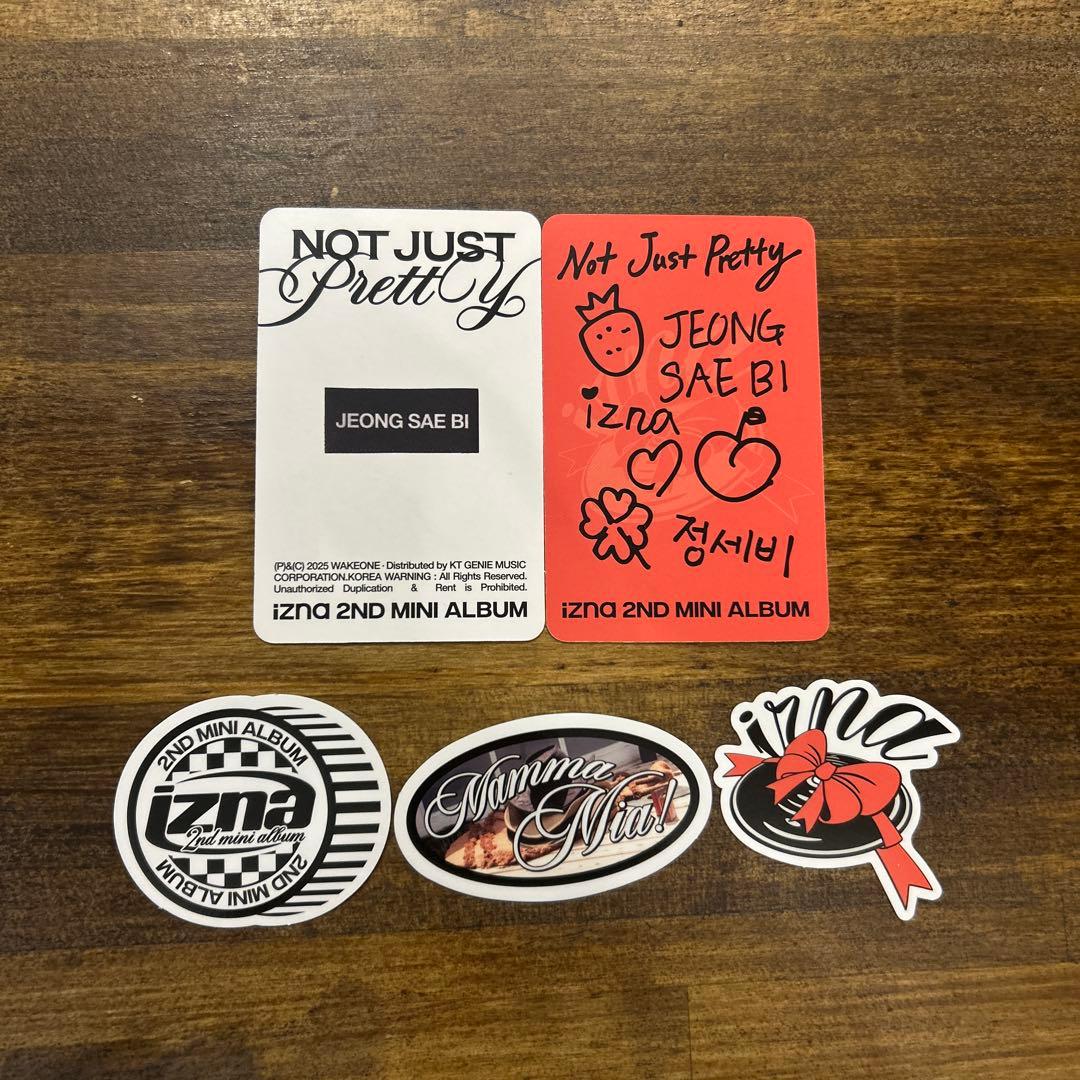 NOT JUST
Pretty
JEONG SAE BI
(P)&(C) 2025 WAKEONE · Distributed by KT GENIE MUSIC
CORPORATION.KOREA WARNING : All Rights Reserved.
Unauthorized Duplication & Rent is Prohibited.
izna 2ND MINI ALBUM
Not Just Pretty
JEONG
SAE BI
izna
정세비
izna 2ND MINI ALBUM
2ND MINI ALBUM
izna
2nd mini album
2ND MINI ALBUM
Mamma
Mia!
izna